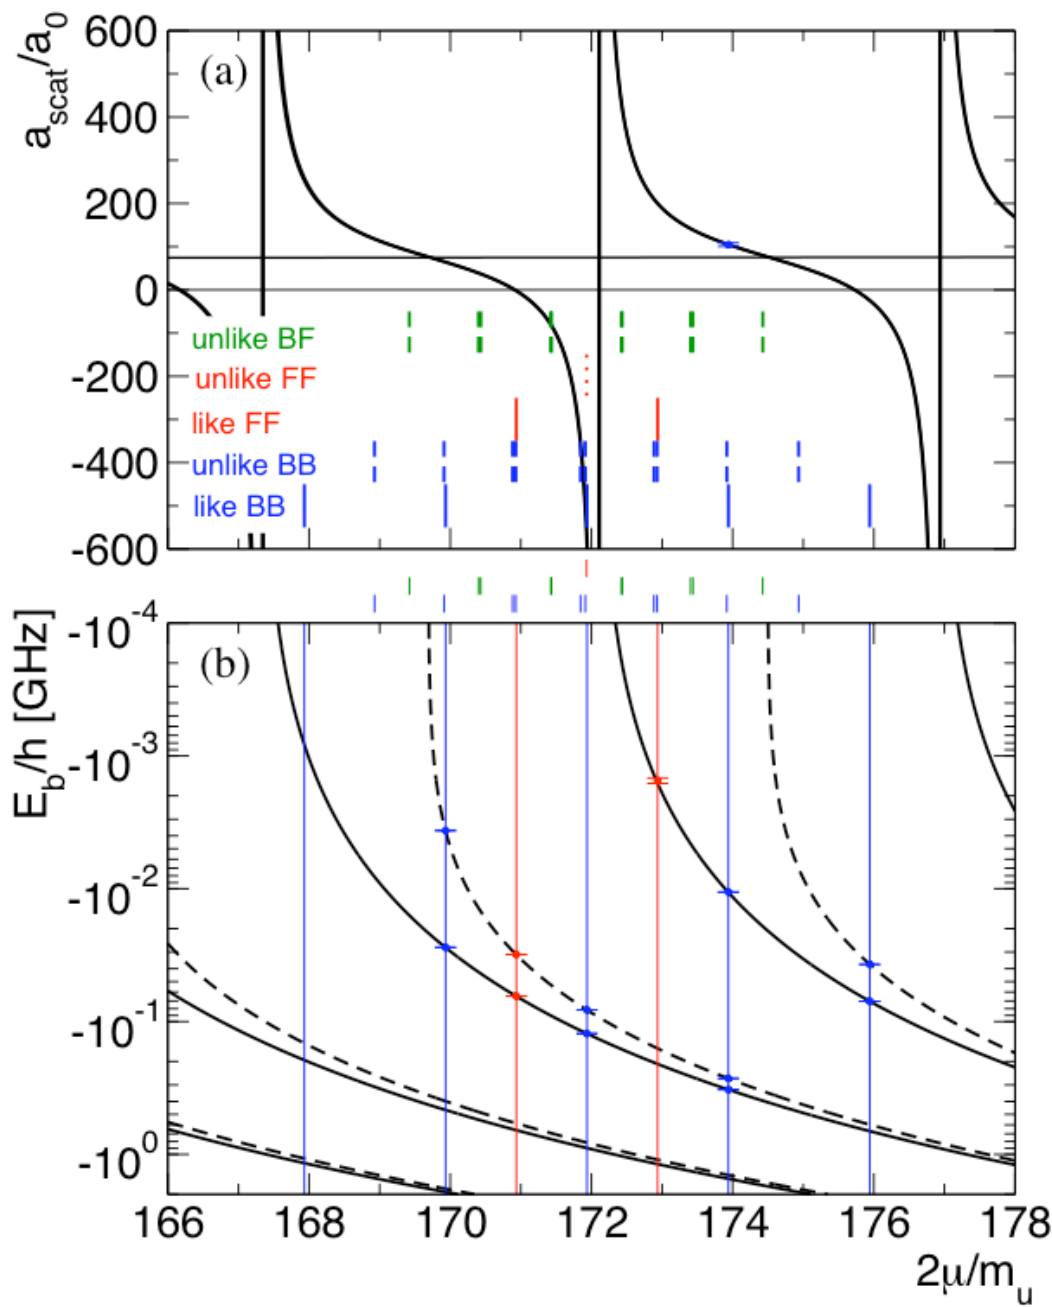 a_scat/a_0
(a)
600
400
200
0
-200
-400
-600
unlike BF
unlike FF
like FF
unlike BB
like BB
E_b/h [GHz]
(b)
-10^-4
-10^-3
-10^-2
-10^-1
-10^0
166 168 170 172 174 176 178
2μ/m_u